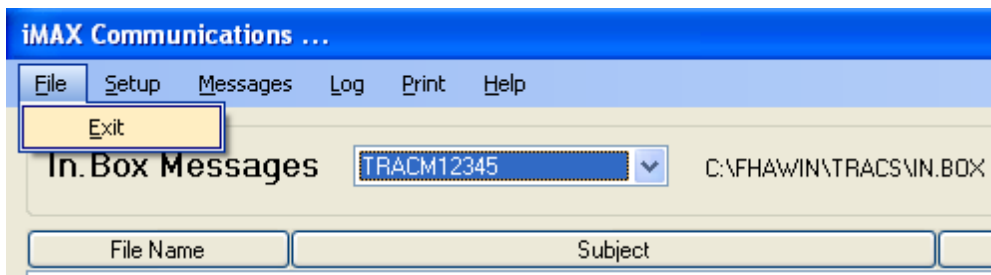 iMAX Communications ...
File Setup Messages Log Print Help
Exit
In.Box Messages TRACM12345 C:\FHAWIN\TRACS\IN.BOX
File Name Subject